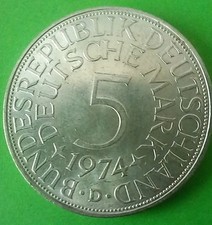 BUNDESREPUBLIK DEUTSCHLAND
DEUTSCHE MARK
5
1974
D